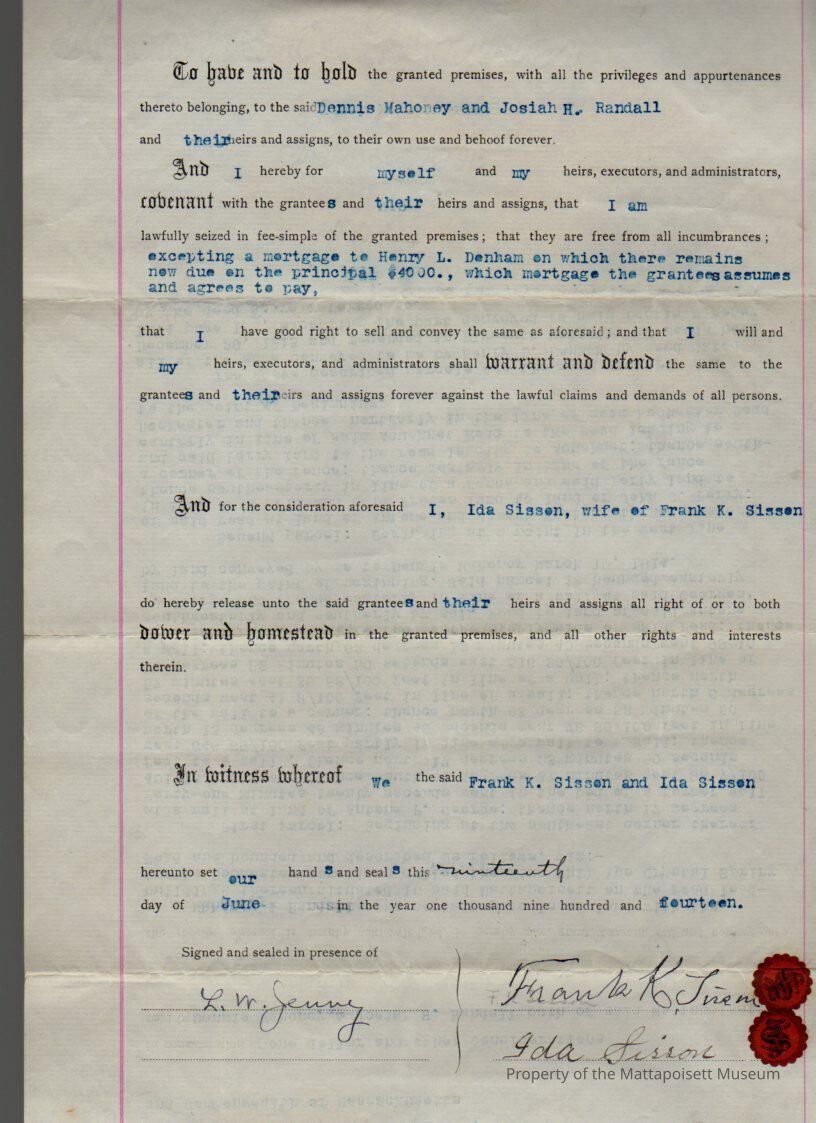 To have and to hold the granted premises, with all the privileges and appurtenances
thereto belonging, to the said Dennis Mahoney and Josiah H. Randall
and their heirs and assigns, to their own use and behoof forever.
And I hereby for myself and my heirs, executors, and administrators,
covenant with the grantees and their heirs and assigns, that I am
lawfully seized in fee-simple of the granted premises; that they are free from all incumbrances;
excepting a mortgage to Henry L. Denham on which there remains
now due on the principal $4000., which mortgage the grantees assumes
and agrees to pay,
that I have good right to sell and convey the same as aforesaid; and that I will and
my heirs, executors, and administrators shall warrant and defend the same to the
grantees and their heirs and assigns forever against the lawful claims and demands of all persons.
And for the consideration aforesaid I, Ida Sisson, wife of Frank K. Sisson
do hereby release unto the said grantees and their heirs and assigns all right of or to both
dower and homestead in the granted premises, and all other rights and interests
therein.
In witness whereof we the said Frank K. Sisson and Ida Sisson
hereunto set our hands and seals this nineteenth
day of June in the year one thousand nine hundred and fourteen.
Signed and sealed in presence of
L. W. Jenney Frank K. Sisson
Ida Sisson
Property of the Mattapoisett Museum